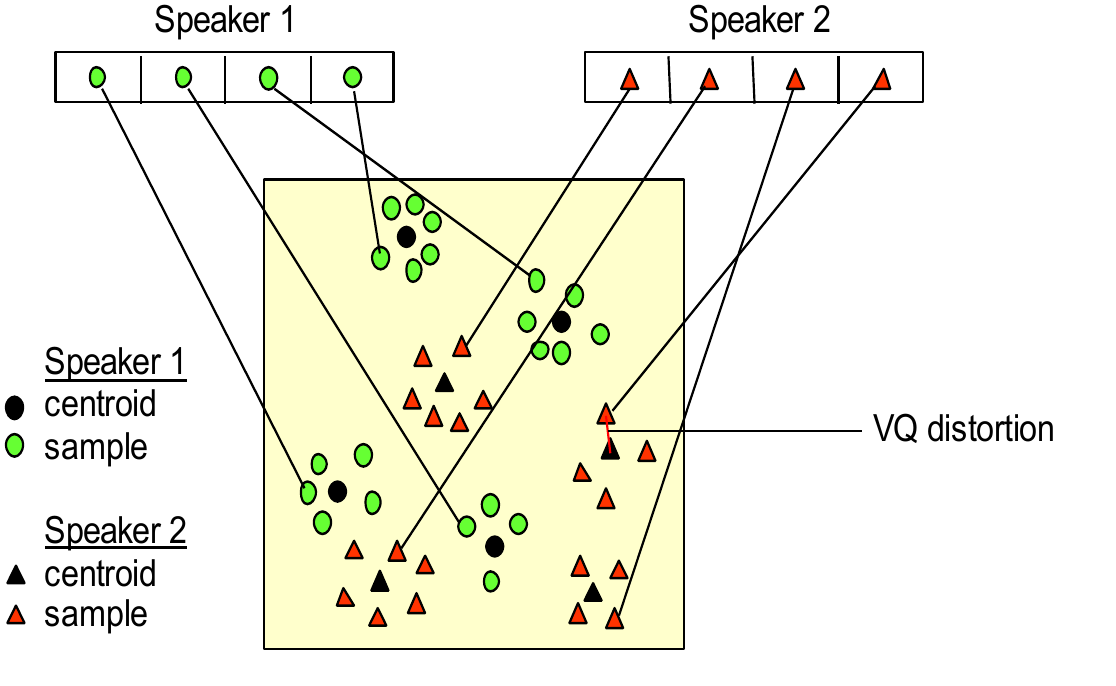 Speaker 1
Speaker 2
Speaker 1
centroid
sample
VQ distortion
Speaker 2
centroid
sample